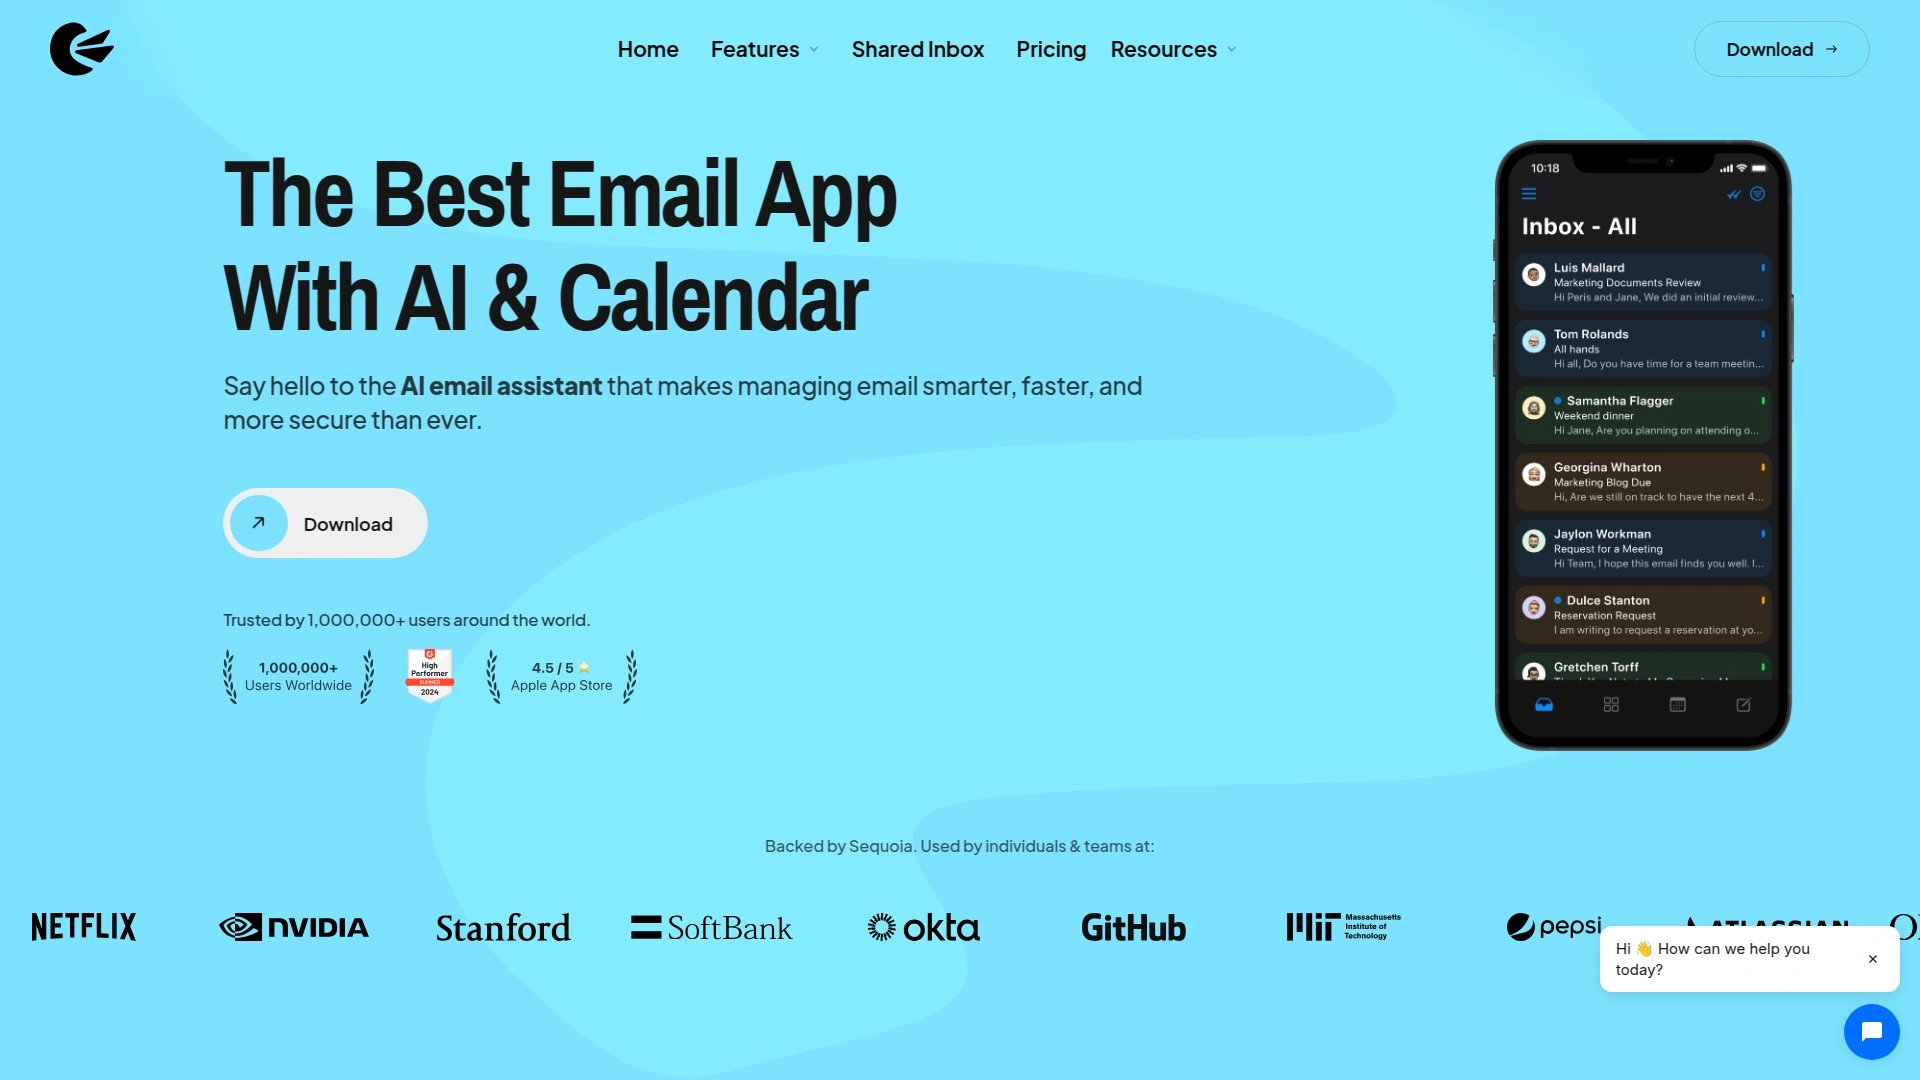 Home
Features
Shared Inbox
Pricing
Resources
Download
The Best Email App
With AI & Calendar
Say hello to the AI email assistant that makes managing email smarter, faster, and
more secure than ever.
Download
Trusted by 1,000,000+ users around the world.
1,000,000+
Users Worldwide
High
Performer
SUMMER
2024
4.5 / 5 ⭐
Apple App Store
10:18
Inbox - All
Luis Mallard
Marketing Documents Review
Hi Peris and Jane, We did an initial review...
Tom Rolands
All hands
Hi all, Do you have time for a team meetin...
Samantha Flagger
Weekend dinner
Hi Jane, Are you planning on attending o...
Georgina Wharton
Marketing Blog Due
Hi, Are we still on track to have the next 4...
Jaylon Workman
Request for a Meeting
Hi Team, I hope this email finds you well. I...
Dulce Stanton
Reservation Request
I am writing to request a reservation at yo...
Gretchen Torff
Backed by Sequoia. Used by individuals & teams at:
NETFLIX
NVIDIA
Stanford
SoftBank
okta
GitHub
MIT
Massachusetts
Institute of
Technology
pepsi
ATLASSIAN
Hi 👋 How can we help you
today?